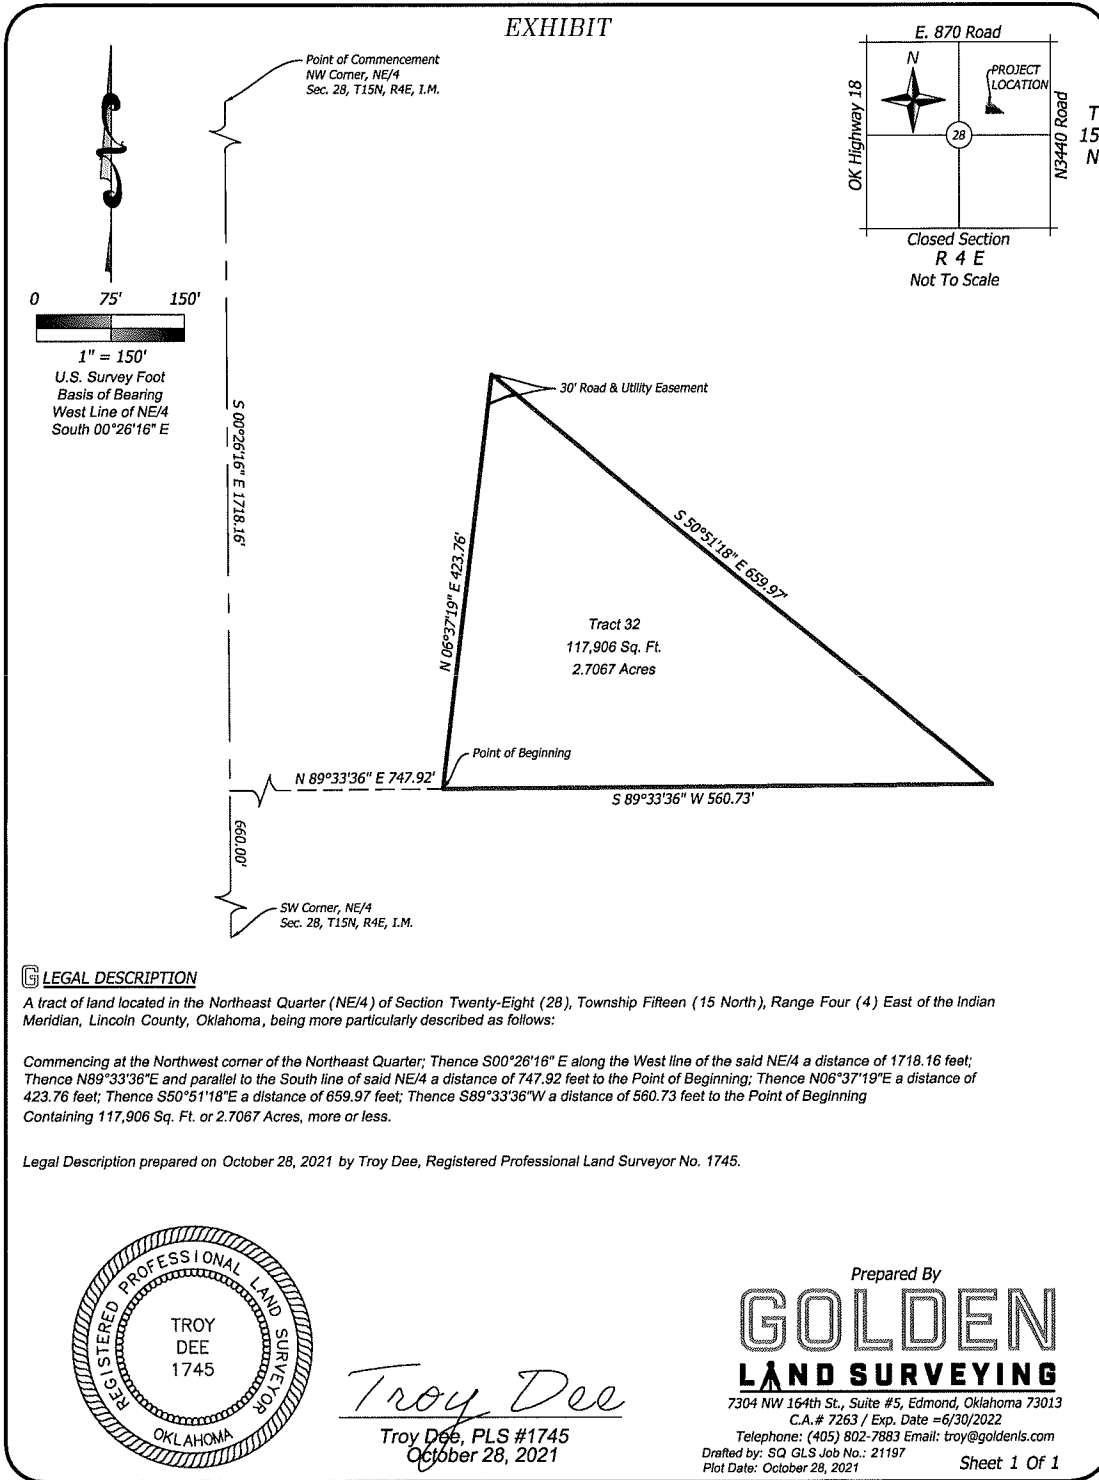 EXHIBIT
Point of Commencement
NW Corner, NE/4
Sec. 28, T15N, R4E, I.M.
E. 870 Road
OK Highway 18
N
PROJECT
LOCATION
28
N3440 Road
T
15
N
Closed Section
R 4 E
Not To Scale
0 75' 150'
1" = 150'
U.S. Survey Foot
Basis of Bearing
West Line of NE/4
South 00°26'16" E
S 00°26'16" E 1718.16'
30' Road & Utility Easement
N 06°37'19" E 423.76'
S 50°51'18" E 659.97'
Tract 32
117,906 Sq. Ft.
2.7067 Acres
Point of Beginning
N 89°33'36" E 747.92'
S 89°33'36" W 560.73'
660.00'
SW Corner, NE/4
Sec. 28, T15N, R4E, I.M.
G LEGAL DESCRIPTION
A tract of land located in the Northeast Quarter (NE/4) of Section Twenty-Eight (28), Township Fifteen (15 North), Range Four (4) East of the Indian
Meridian, Lincoln County, Oklahoma, being more particularly described as follows:
Commencing at the Northwest corner of the Northeast Quarter; Thence S00°26'16" E along the West line of the said NE/4 a distance of 1718.16 feet;
Thence N89°33'36"E and parallel to the South line of said NE/4 a distance of 747.92 feet to the Point of Beginning; Thence N06°37'19"E a distance of
423.76 feet; Thence S50°51'18"E a distance of 659.97 feet; Thence S89°33'36"W a distance of 560.73 feet to the Point of Beginning
Containing 117,906 Sq. Ft. or 2.7067 Acres, more or less.
Legal Description prepared on October 28, 2021 by Troy Dee, Registered Professional Land Surveyor No. 1745.
REGISTERED PROFESSIONAL LAND SURVEYOR
TROY
DEE
1745
OKLAHOMA
Troy Dee
Troy Dee, PLS #1745
October 28, 2021
Prepared By
GOLDEN
LAND SURVEYING
7304 NW 164th St., Suite #5, Edmond, Oklahoma 73013
C.A.# 7263 / Exp. Date =6/30/2022
Telephone: (405) 802-7883 Email: troy@goldenls.com
Drafted by: SQ GLS Job No.: 21197
Plot Date: October 28, 2021
Sheet 1 Of 1